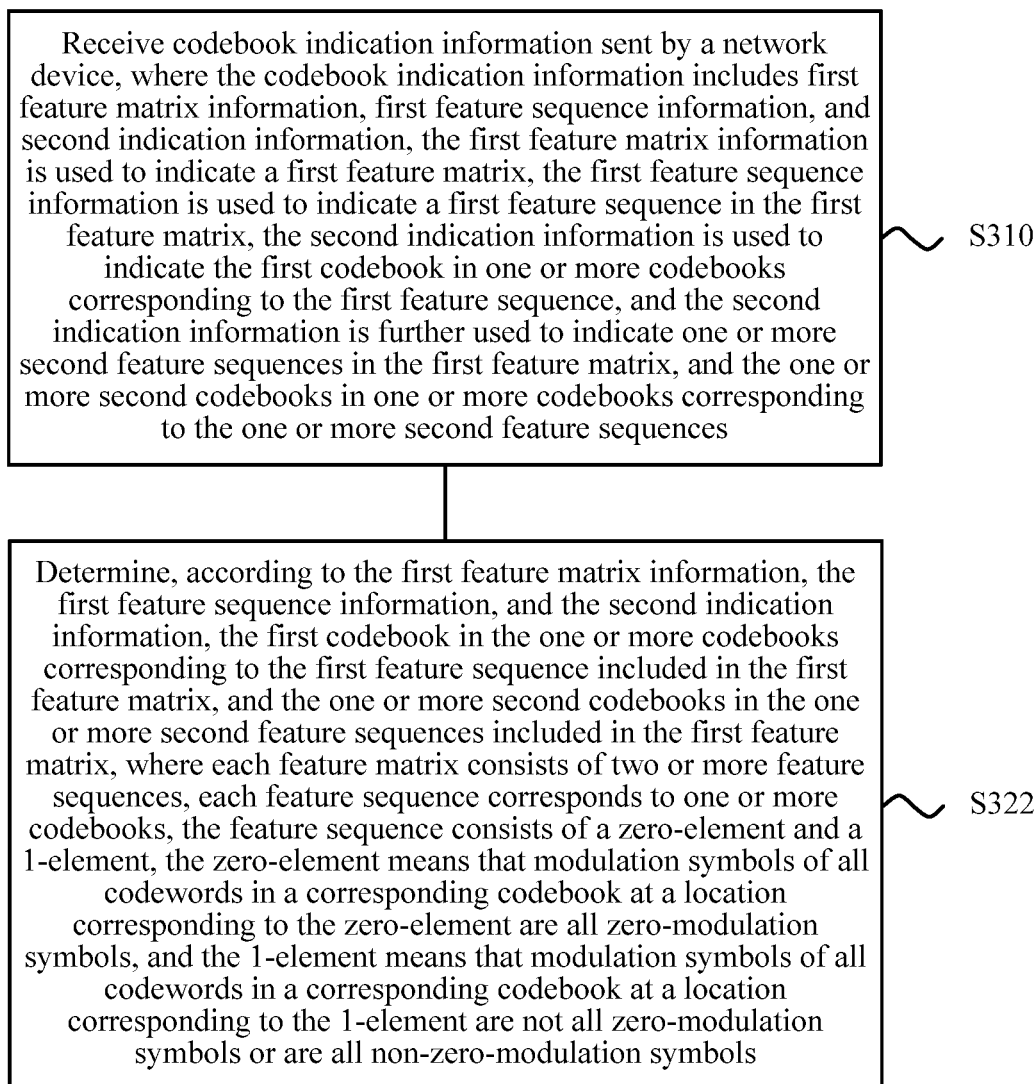 Receive codebook indication information sent by a network
device, where the codebook indication information includes first
feature matrix information, first feature sequence information, and
second indication information, the first feature matrix information
is used to indicate a first feature matrix, the first feature sequence
information is used to indicate a first feature sequence in the first
feature matrix, the second indication information is used to
indicate the first codebook in one or more codebooks
corresponding to the first feature sequence, and the second
indication information is further used to indicate one or more
second feature sequences in the first feature matrix, and the one or
more second codebooks in one or more codebooks corresponding
to the one or more second feature sequences
S310
Determine, according to the first feature matrix information, the
first feature sequence information, and the second indication
information, the first codebook in the one or more codebooks
corresponding to the first feature sequence included in the first
feature matrix, and the one or more second codebooks in the one
or more second feature sequences included in the first feature
matrix, where each feature matrix consists of two or more feature
sequences, each feature sequence corresponds to one or more
codebooks, the feature sequence consists of a zero-element and a
1-element, the zero-element means that modulation symbols of all
codewords in a corresponding codebook at a location
corresponding to the zero-element are all zero-modulation
symbols, and the 1-element means that modulation symbols of all
codewords in a corresponding codebook at a location
corresponding to the 1-element are not all zero-modulation
symbols or are all non-zero-modulation symbols
S322